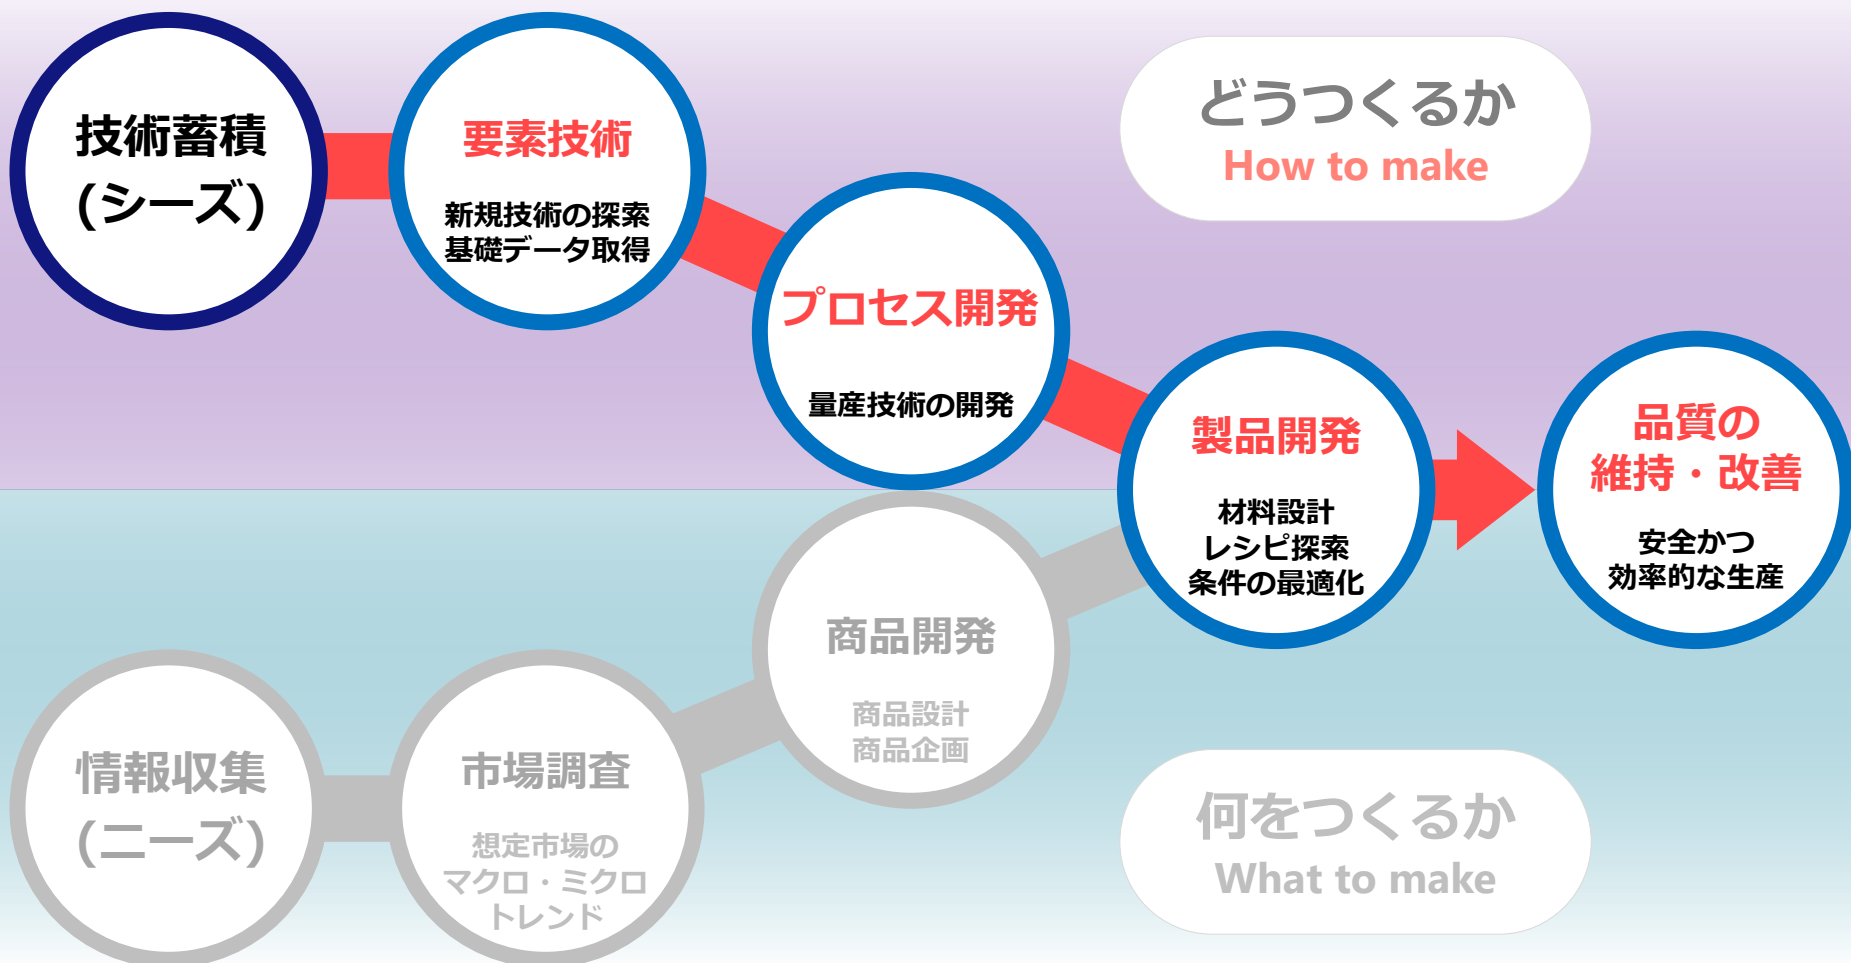 技術蓄積
(シーズ)
要素技術
新規技術の探索
基礎データ取得
どうつくるか
How to make
プロセス開発
量産技術の開発
製品開発
材料設計
レシピ探索
条件の最適化
品質の
維持・改善
安全かつ
効率的な生産
情報収集
(ニーズ)
市場調査
想定市場の
マクロ・ミクロ
トレンド
商品開発
商品設計
商品企画
何をつくるか
What to make